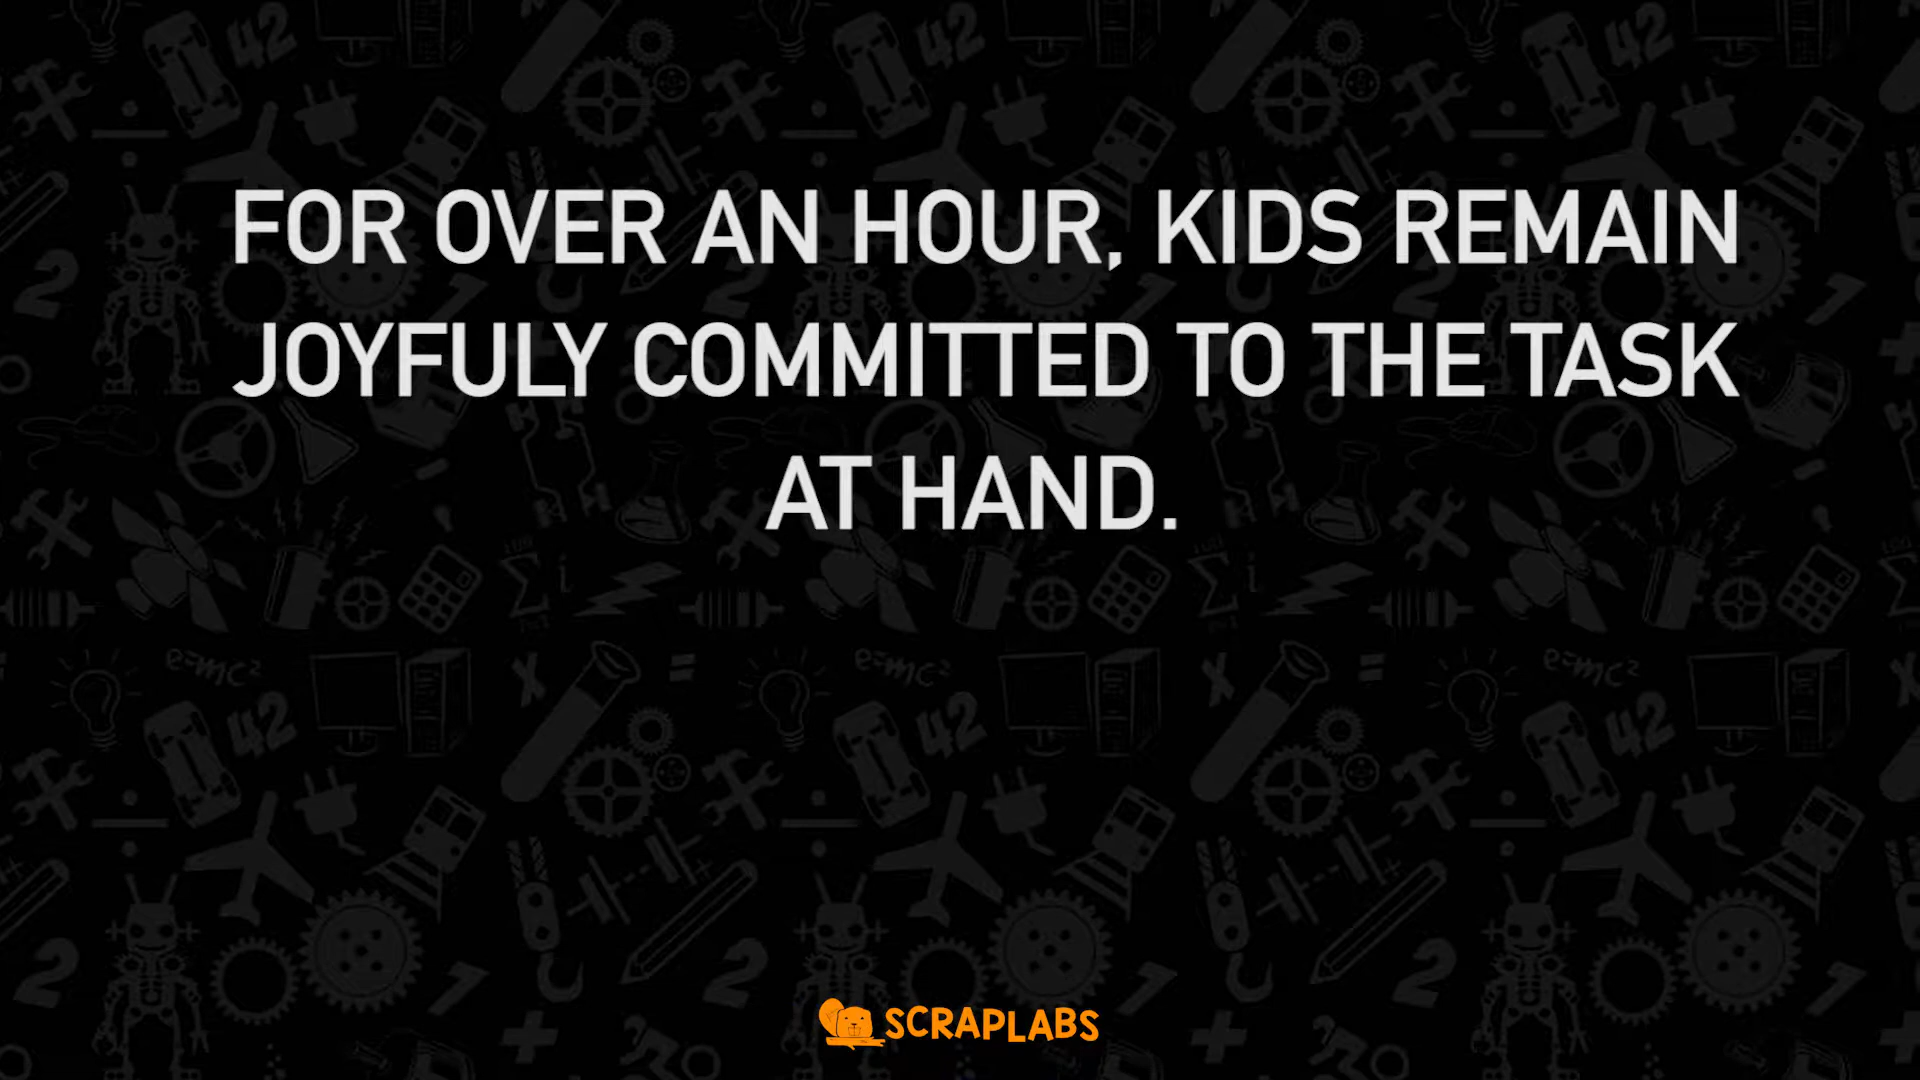 FOR OVER AN HOUR, KIDS REMAIN
JOYFULY COMMITTED TO THE TASK
AT HAND.
SCRAPLABS